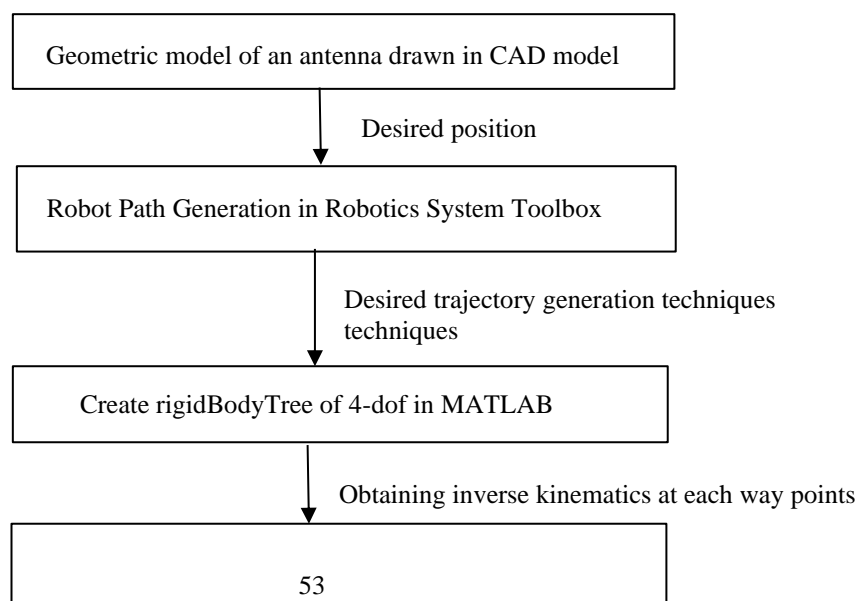 Geometric model of an antenna drawn in CAD model
Desired position
Robot Path Generation in Robotics System Toolbox
Desired trajectory generation techniques
techniques
Create rigidBodyTree of 4-dof in MATLAB
Obtaining inverse kinematics at each way points
53